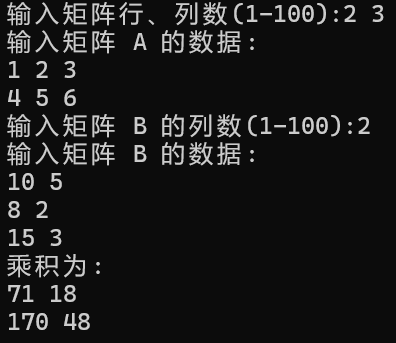 输入矩阵行、列数(1-100):2 3
输入矩阵 A 的数据:
1 2 3
4 5 6
输入矩阵 B 的列数(1-100):2
输入矩阵 B 的数据:
10 5
8 2
15 3
乘积为:
71 18
170 48